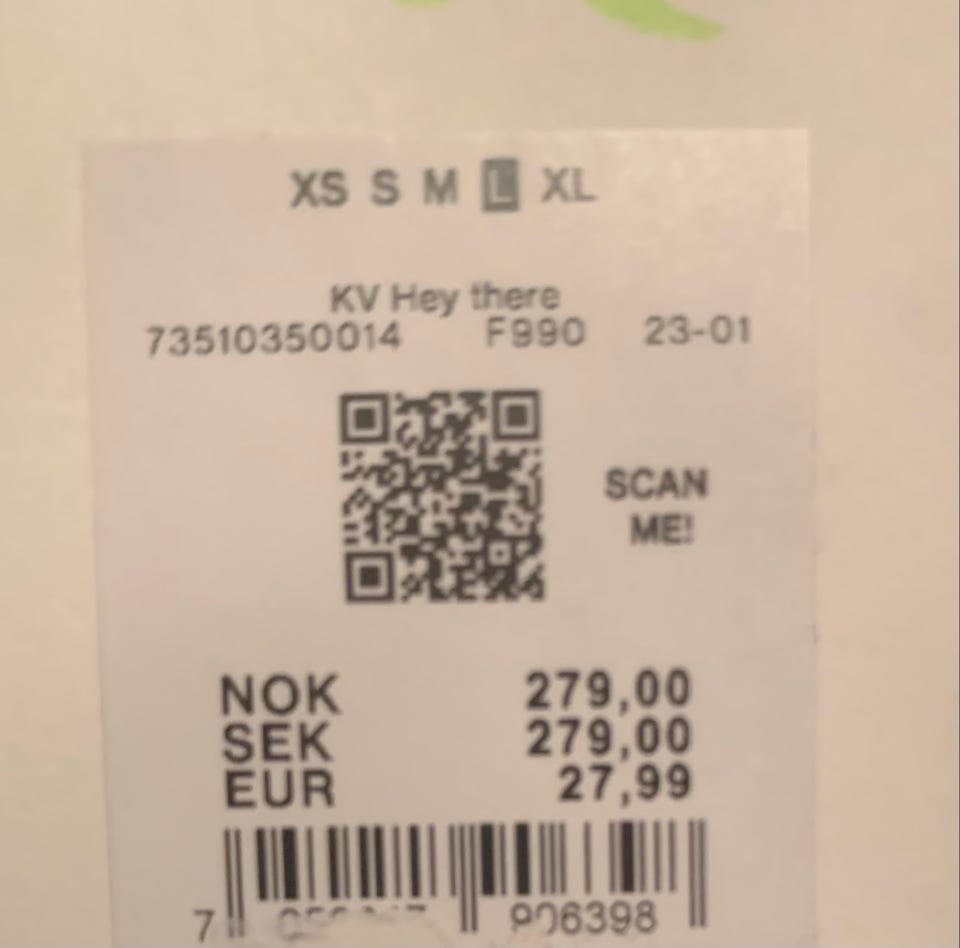 XS S M L XL
KV Hey there
73510350014 F990 23-01
SCAN
ME!
NOK 279,00
SEK 279,00
EUR 27,99
7 906398